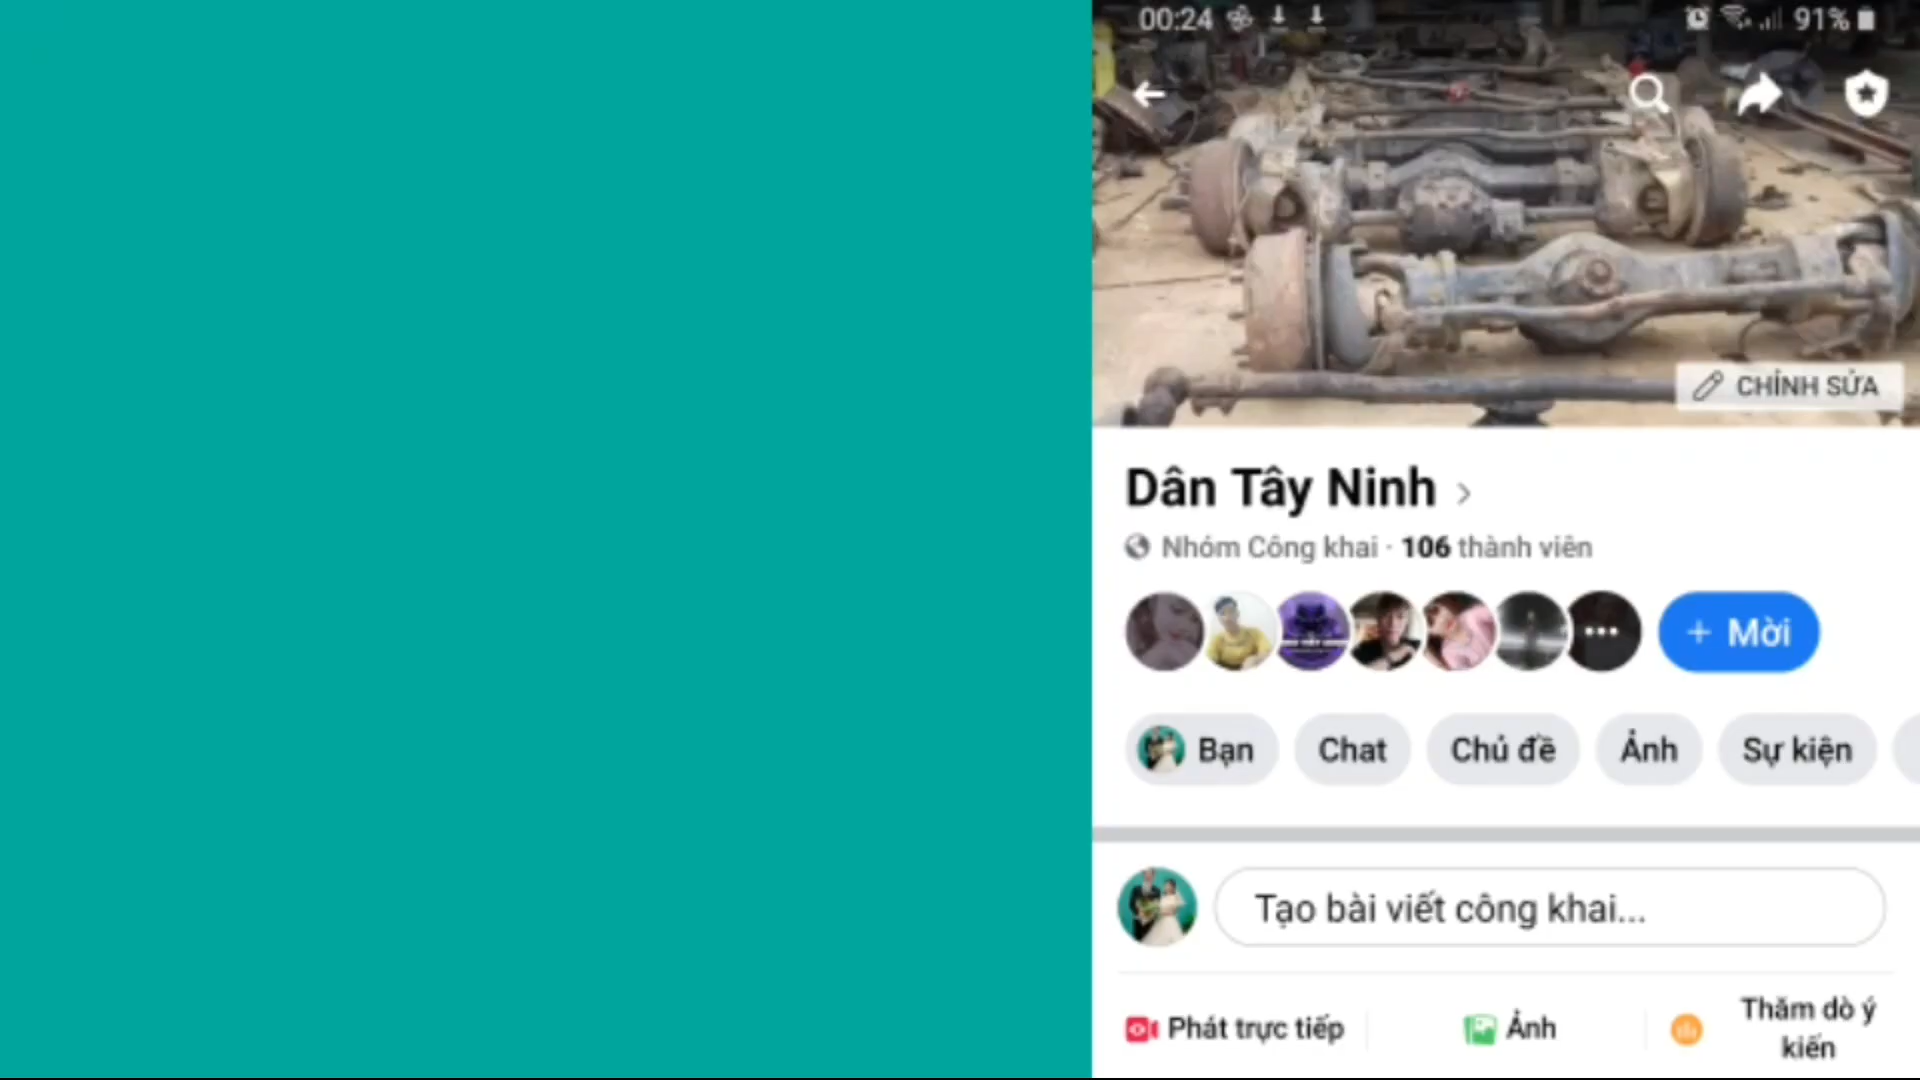 00:24
91%
CHỈNH SỬA
Dân Tây Ninh
Nhóm Công khai · 106 thành viên
+ Mời
Bạn
Chat
Chủ đề
Ảnh
Sự kiện
Tạo bài viết công khai...
Phát trực tiếp
Ảnh
Thăm dò ý
kiến